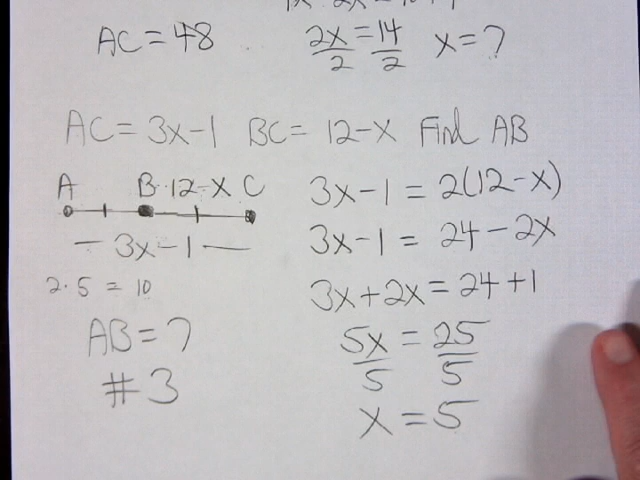 AC = 48
2x = 14
2 2
x = 7
AC = 3x-1 BC = 12-x Find AB
A B 12-x C
3x-1
2·5 = 10
AB = 7
#3
3x-1 = 2(12-x)
3x-1 = 24-2x
3x+2x = 24+1
5x = 25
5 5
x = 5